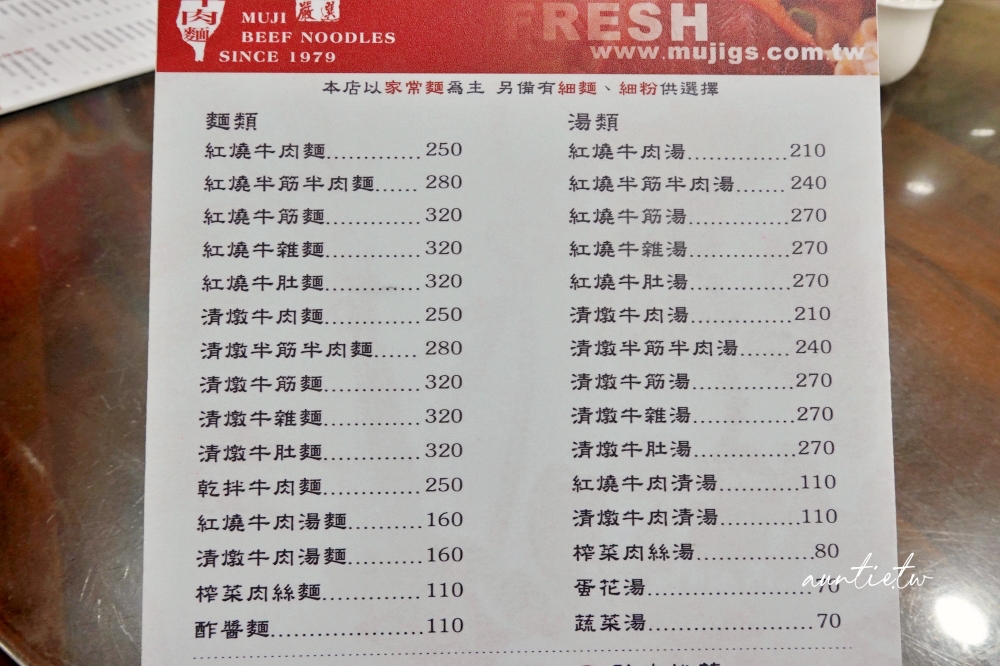 肉麵
MUJI 嚴選
BEEF NOODLES
SINCE 1979
FRESH
www.mujigs.com.tw
本店以家常麵為主 另備有細麵、細粉供選擇
麵類
紅燒牛肉麵 250
紅燒半筋半肉麵 280
紅燒牛筋麵 320
紅燒牛雜麵 320
紅燒牛肚麵 320
清燉牛肉麵 250
清燉半筋半肉麵 280
清燉牛筋麵 320
清燉牛雜麵 320
清燉牛肚麵 320
乾拌牛肉麵 250
紅燒牛肉湯麵 160
清燉牛肉湯麵 160
榨菜肉絲麵 110
酢醬麵 110
湯類
紅燒牛肉湯 210
紅燒半筋半肉湯 240
紅燒牛筋湯 270
紅燒牛雜湯 270
紅燒牛肚湯 270
清燉牛肉湯 210
清燉半筋半肉湯 240
清燉牛筋湯 270
清燉牛雜湯 270
清燉牛肚湯 270
紅燒牛肉清湯 110
清燉牛肉清湯 110
榨菜肉絲湯 80
蛋花湯 70
蔬菜湯 70
auntie.tw